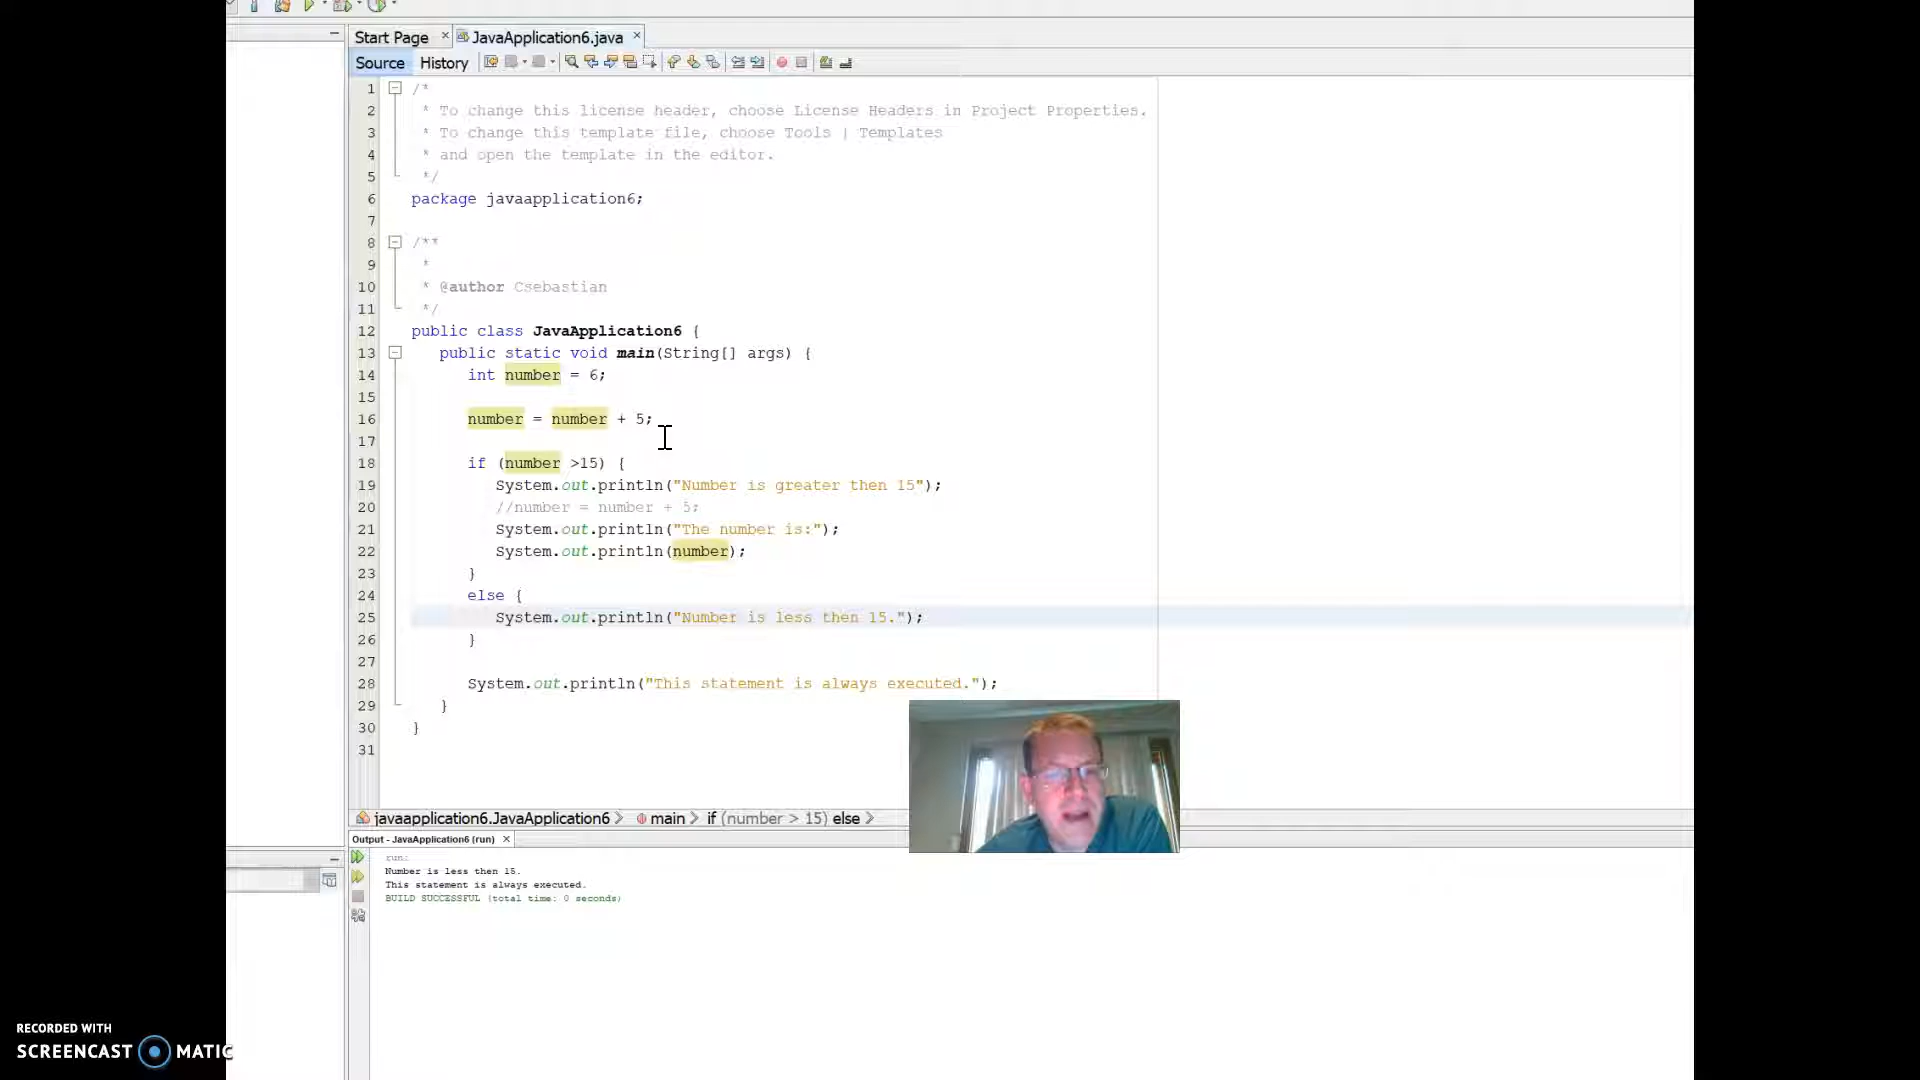 Start Page × JavaApplication6.java ×
Source History
1 /*
2 * To change this license header, choose License Headers in Project Properties.
3 * To change this template file, choose Tools | Templates
4 * and open the template in the editor.
5 */
6 package javaapplication6;
7
8 /**
9 *
10 * @author Csebastian
11 */
12 public class JavaApplication6 {
13 public static void main(String[] args) {
14 int number = 6;
15
16 number = number + 5;
17
18 if (number >15) {
19 System.out.println("Number is greater then 15");
20 //number = number + 5;
21 System.out.println("The number is:");
22 System.out.println(number);
23 }
24 else {
25 System.out.println("Number is less then 15.");
26 }
27
28 System.out.println("This statement is always executed.");
29 }
30 }
31
javaapplication6.JavaApplication6 > main > if (number > 15) else >
Output - JavaApplication6 (run) ×
run:
Number is less then 15.
This statement is always executed.
BUILD SUCCESSFUL (total time: 0 seconds)
RECORDED WITH
SCREENCAST MATIC